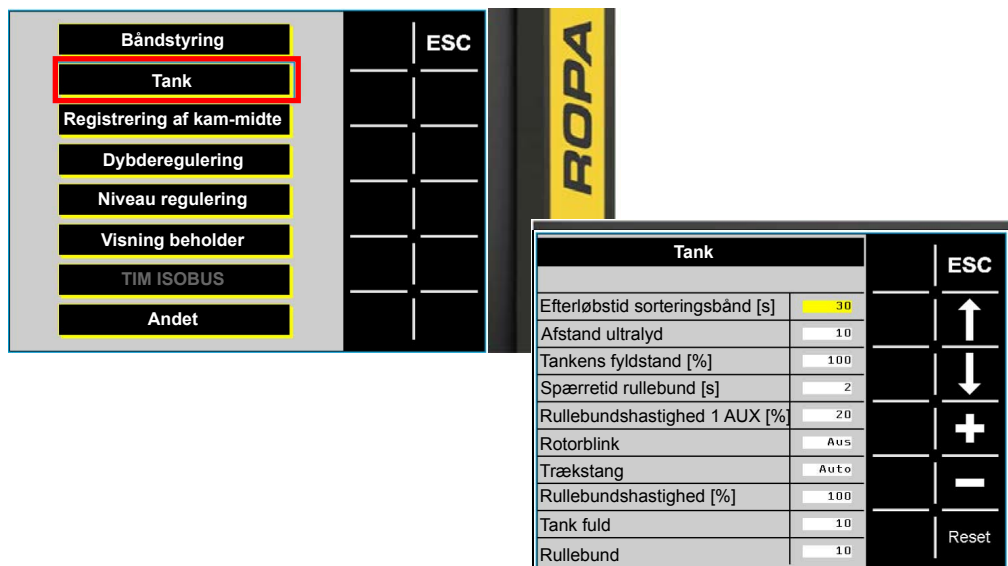 Båndstyring
ESC
Tank
Registrering af kam-midte
Dybderegulering
Niveau regulering
Visning beholder
TIM ISOBUS
Andet
ROPA
Tank
ESC
Efterløbstid sorteringsbånd [s] 30
Afstand ultralyd 10
Tankens fyldstand [%] 100
Spærretid rullebund [s] 2
Rullebundshastighed 1 AUX [%] 20
Rotorblink Aus
Trækstang Auto
Rullebundshastighed [%] 100
Tank fuld 10
Reset
Rullebund 10